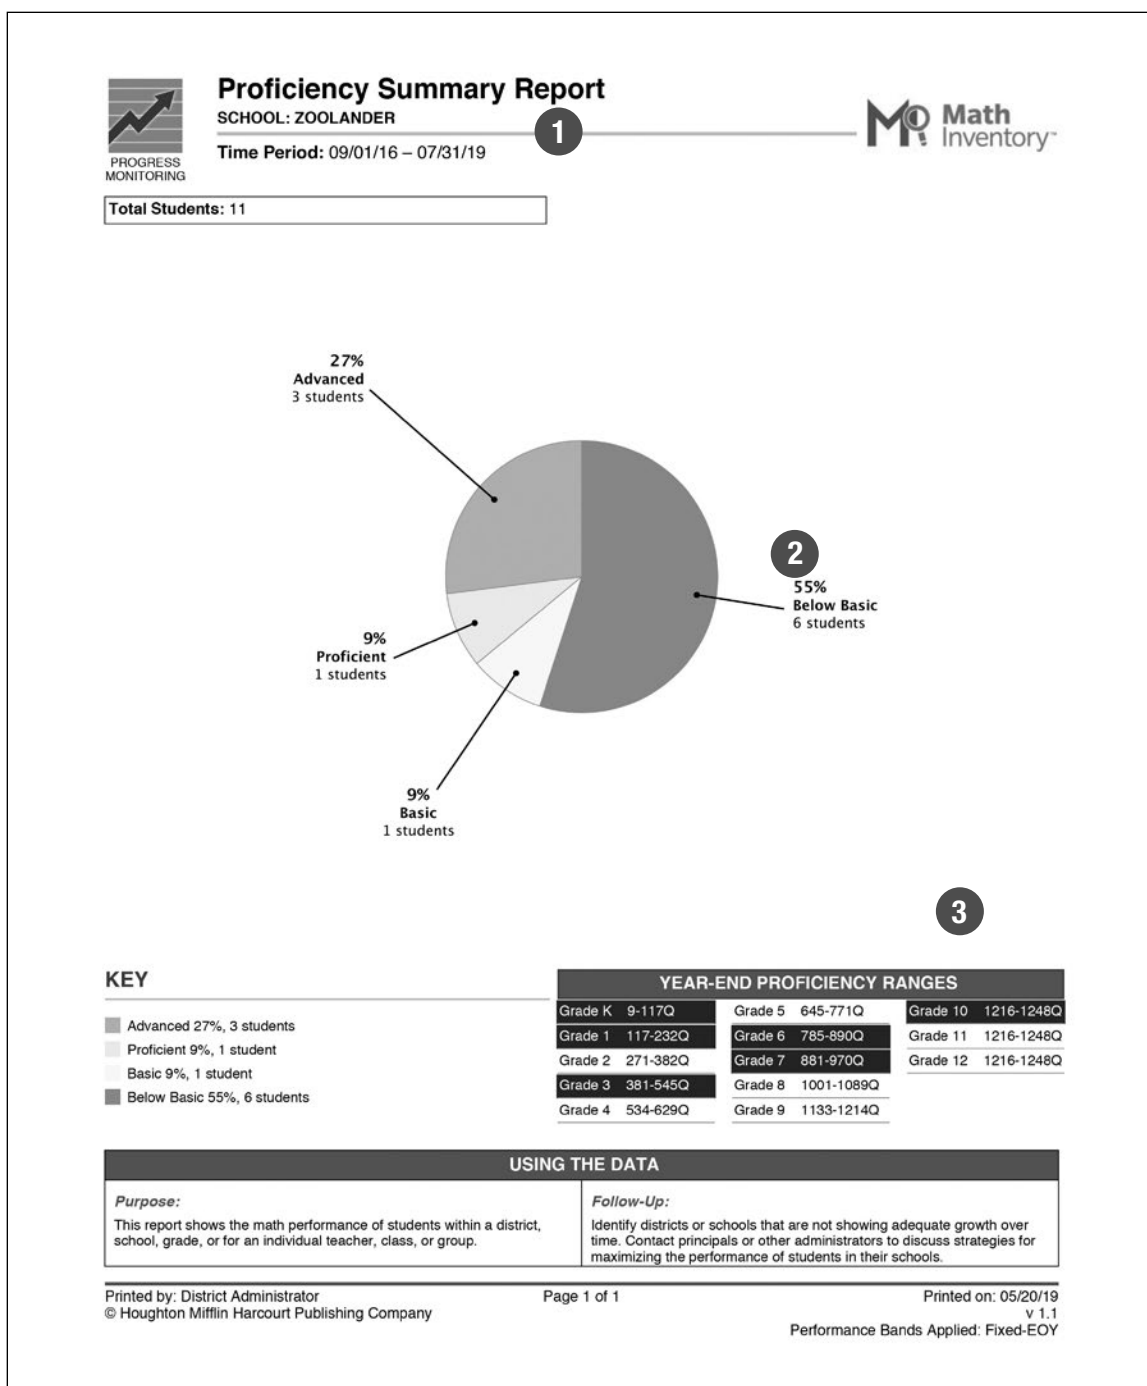 Proficiency Summary Report
SCHOOL: ZOOLANDER
1
Time Period: 09/01/16 – 07/31/19
PROGRESS
MONITORING
Math
Inventory™
Total Students: 11
27%
Advanced
3 students
2
55%
Below Basic
6 students
9%
Proficient
1 students
9%
Basic
1 students
3
KEY
Advanced 27%, 3 students
Proficient 9%, 1 student
Basic 9%, 1 student
Below Basic 55%, 6 students
YEAR-END PROFICIENCY RANGES
Grade K 9-117Q Grade 5 645-771Q Grade 10 1216-1248Q
Grade 1 117-232Q Grade 6 785-890Q Grade 11 1216-1248Q
Grade 2 271-382Q Grade 7 881-970Q Grade 12 1216-1248Q
Grade 3 381-545Q Grade 8 1001-1089Q
Grade 4 534-629Q Grade 9 1133-1214Q
USING THE DATA
Purpose:
This report shows the math performance of students within a district,
school, grade, or for an individual teacher, class, or group.
Follow-Up:
Identify districts or schools that are not showing adequate growth over
time. Contact principals or other administrators to discuss strategies for
maximizing the performance of students in their schools.
Printed by: District Administrator Page 1 of 1 Printed on: 05/20/19
© Houghton Mifflin Harcourt Publishing Company v 1.1
Performance Bands Applied: Fixed-EOY